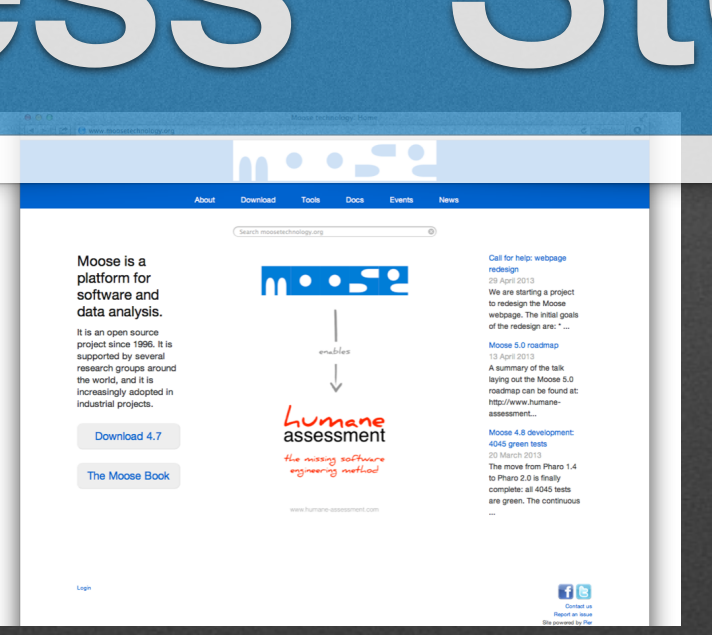 ess Sto
Moose Technology: Home
www.moosetechnology.org
moose
About Download Tools Docs Events News
Search moosetechnology.org
Moose is a
platform for
software and
data analysis.
It is an open source
project since 1996. It is
supported by several
research groups around
the world, and it is
increasingly adopted in
industrial projects.
Download 4.7
The Moose Book
moose
enables
humane
assessment
the missing software
engineering method
www.humane-assessment.com
Call for help: webpage
redesign
29 April 2013
We are starting a project
to redesign the Moose
webpage. The initial goals
of the redesign are: * ...
Moose 5.0 roadmap
13 April 2013
A summary of the talk
laying out the Moose 5.0
roadmap can be found at:
http://www.humane-
assessment...
Moose 4.8 development:
4045 green tests
20 March 2013
The move from Pharo 1.4
to Pharo 2.0 is finally
complete: all 4045 tests
are green. The continuous
...
Login
Contact us
Report an issue
Site powered by Pier